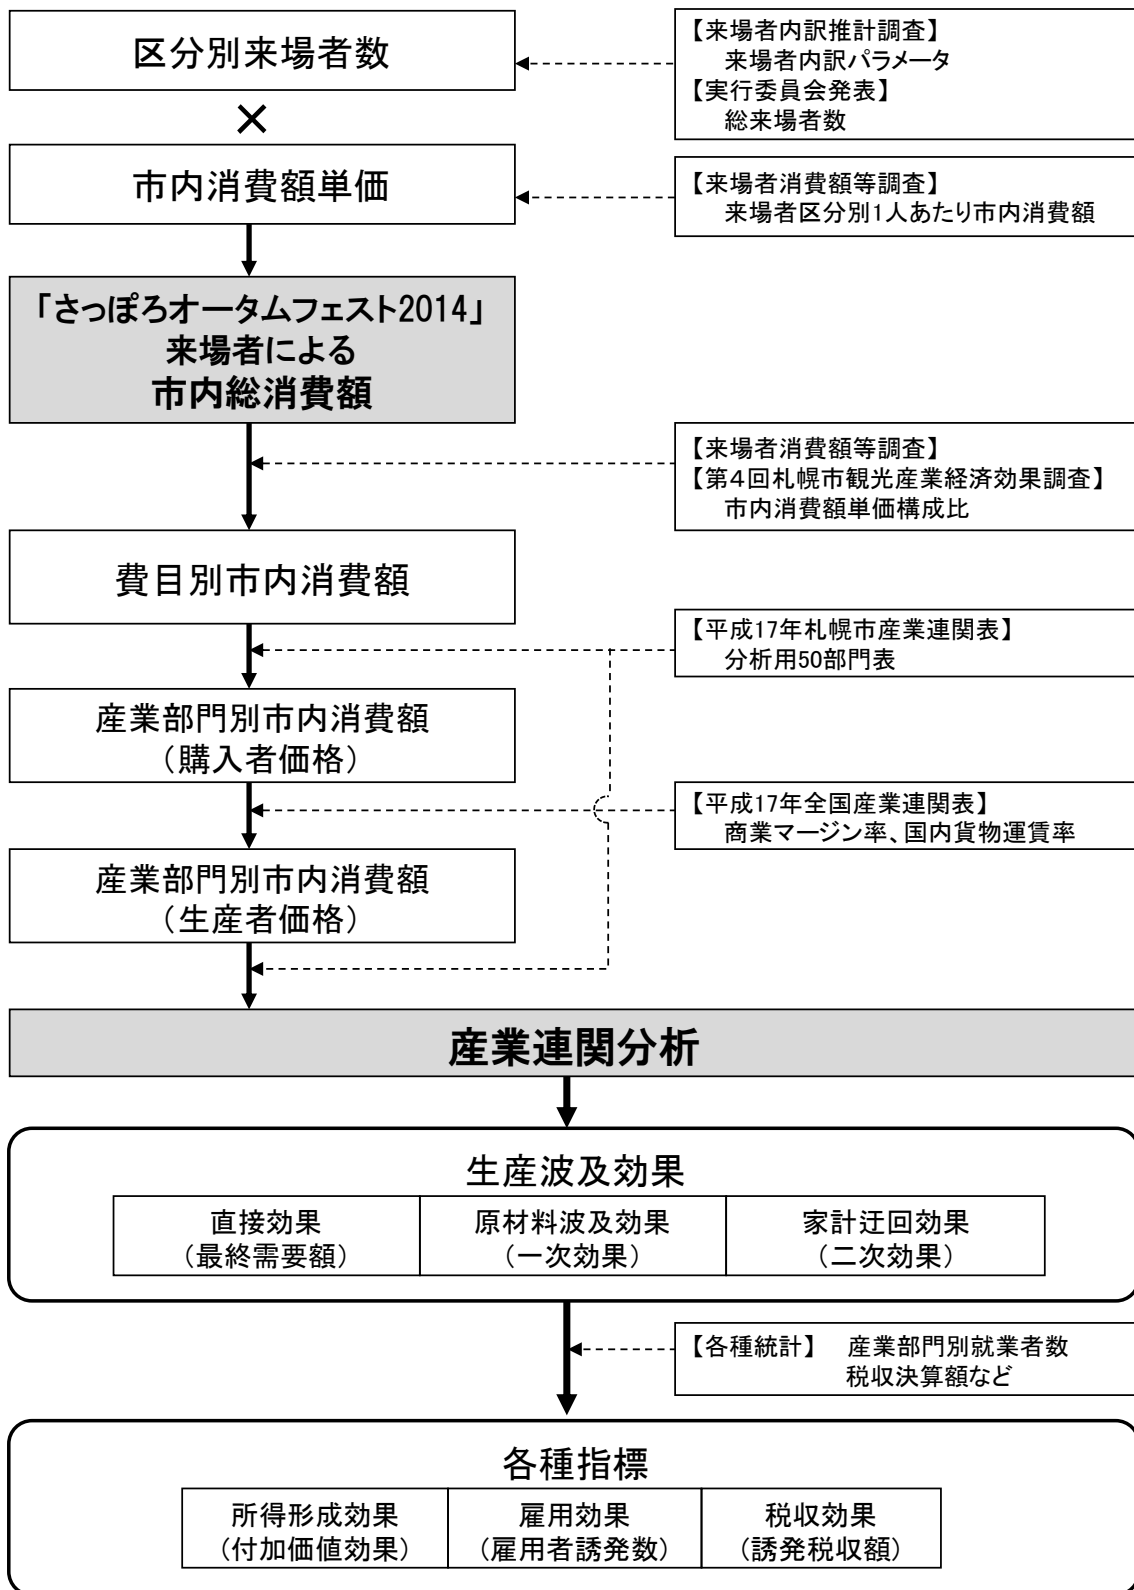 区分別来場者数
【来場者内訳推計調査】
来場者内訳パラメータ
【実行委員会発表】
総来場者数
×
市内消費額単価
【来場者消費額等調査】
来場者区分別1人あたり市内消費額
「さっぽろオータムフェスト2014」
来場者による
市内総消費額
【来場者消費額等調査】
【第4回札幌市観光産業経済効果調査】
市内消費額単価構成比
費目別市内消費額
【平成17年札幌市産業連関表】
分析用50部門表
産業部門別市内消費額
（購入者価格）
【平成17年全国産業連関表】
商業マージン率、国内貨物運賃率
産業部門別市内消費額
（生産者価格）
産業連関分析
生産波及効果
直接効果
（最終需要額）
原材料波及効果
（一次効果）
家計迂回効果
（二次効果）
【各種統計】　産業部門別就業者数
税収決算額など
各種指標
所得形成効果
（付加価値効果）
雇用効果
（雇用者誘発数）
税収効果
（誘発税収額）